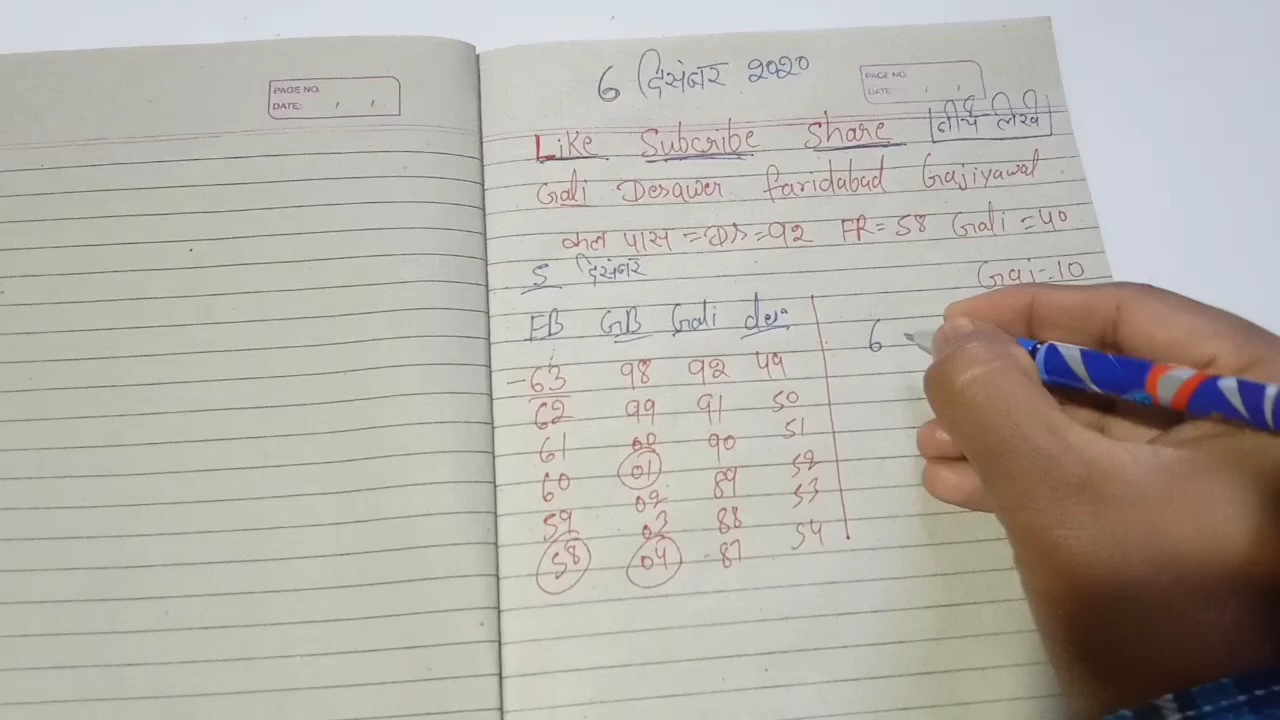 PAGE NO.
DATE:
6 दिसंबर 2020
PAGE NO.
DATE
Like Subcribe Share नीचे लिखे
Gali Desawer Faridabad Gajiyawal
कल पास = DS = 92 FR = 58 Gali = 40
5 दिसंबर
Gaj = 10
FB GB Gali des
6
-63 98 92 49
62 99 91 50
61 00 90 51
60 01 89 52
59 02 88 53
58 03 87 54
04